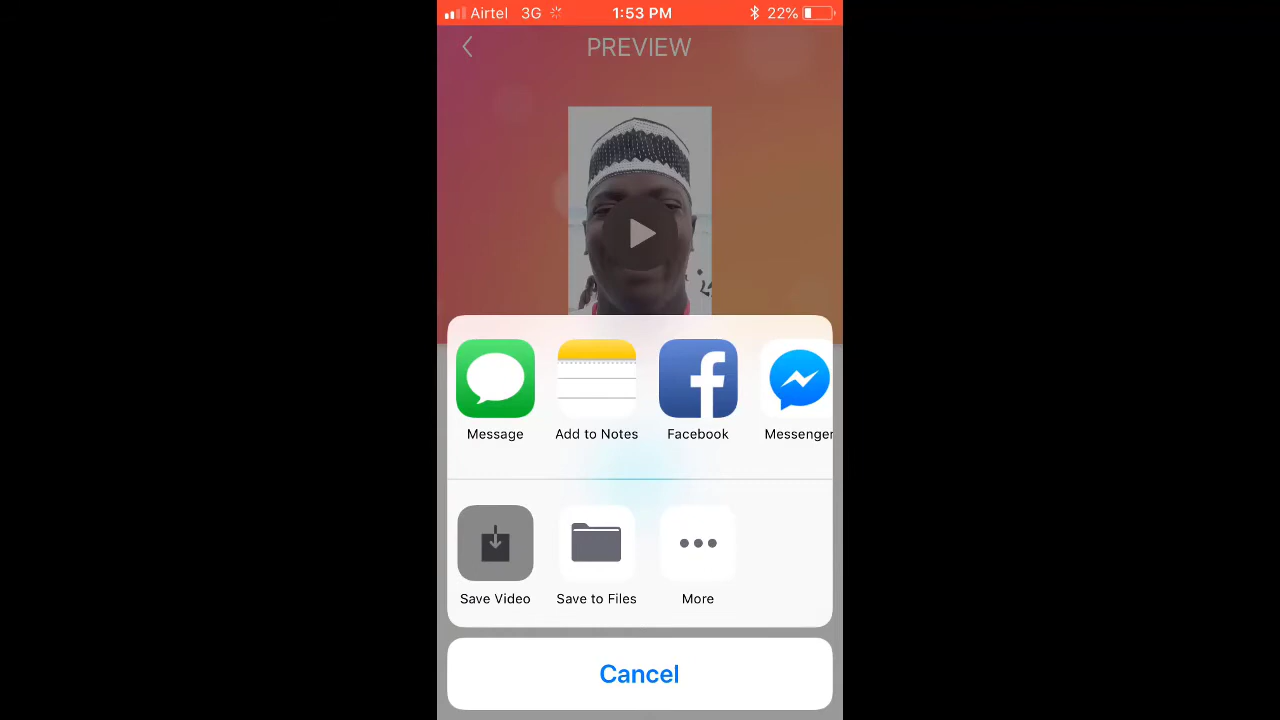 Airtel 3G 1:53 PM 22%
PREVIEW
Message Add to Notes Facebook Messenger
Save Video Save to Files More
Cancel